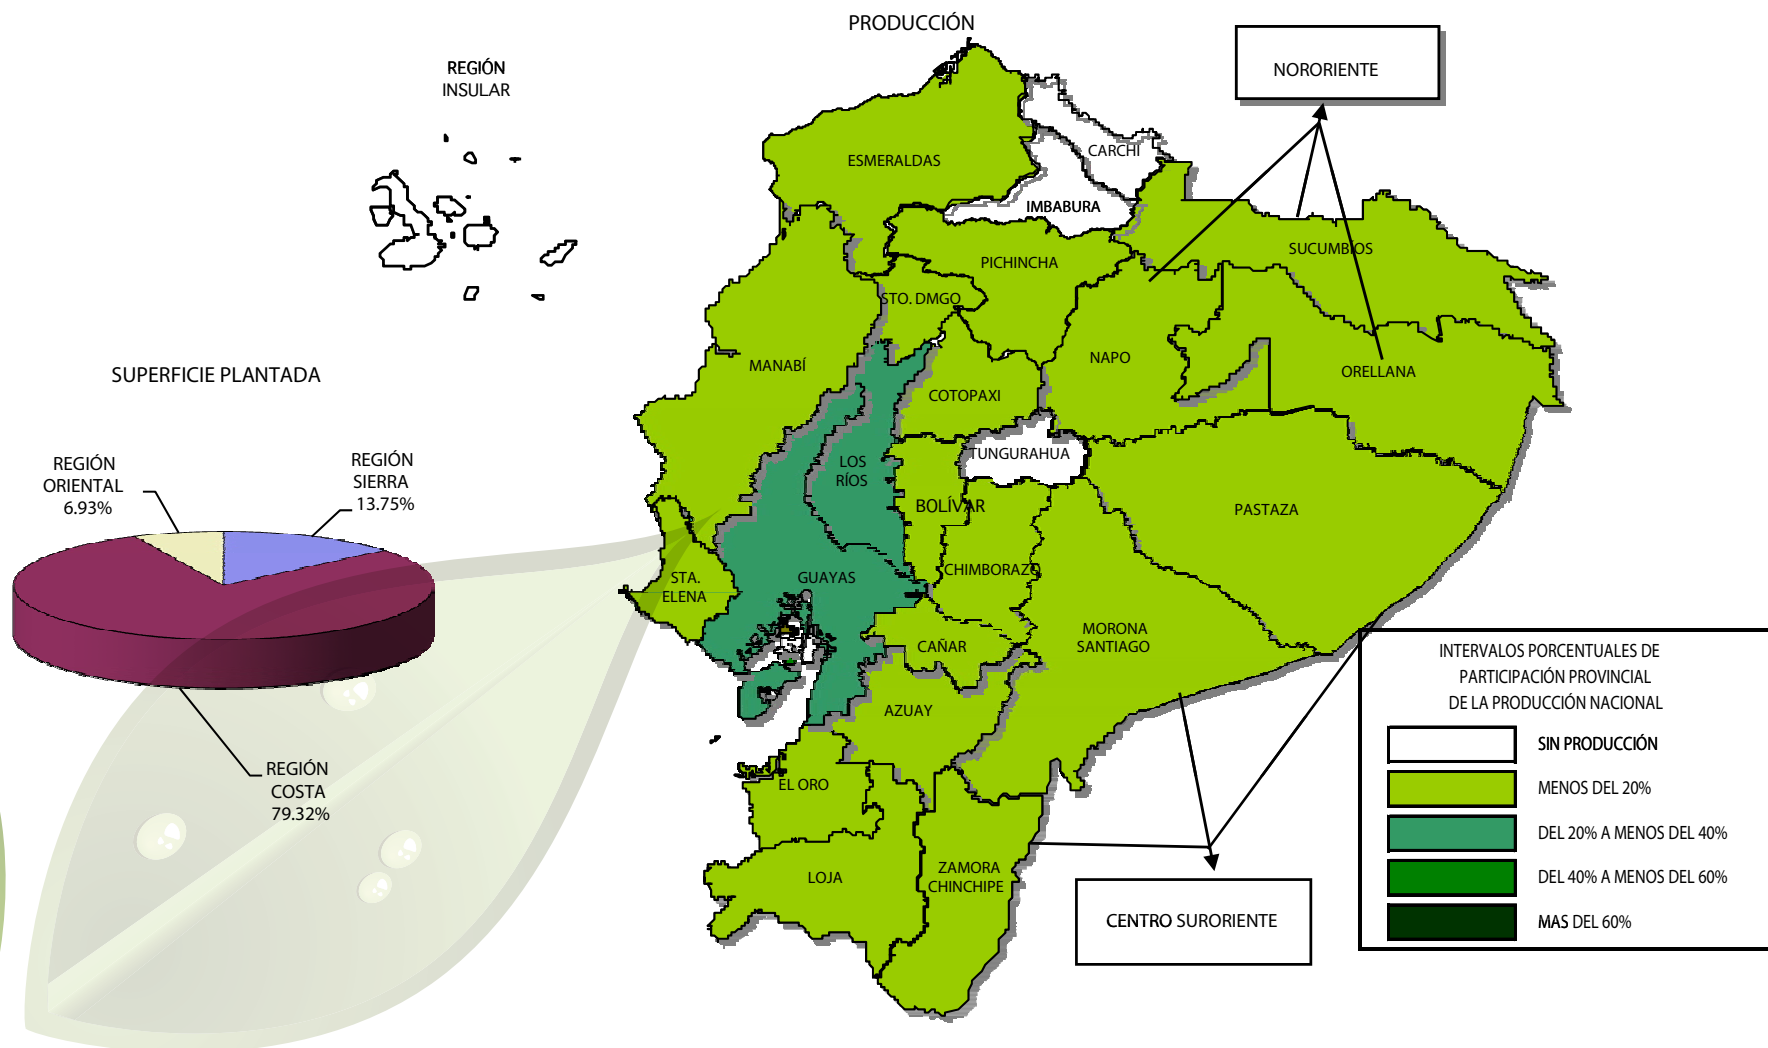 PRODUCCIÓN
REGIÓN
INSULAR
NORORIENTE
CARCHI
ESMERALDAS
IMBABURA
SUCUMBIOS
PICHINCHA
STO. DMGO
NAPO
MANABÍ
ORELLANA
COTOPAXI
TUNGURAHUA
LOS
RÍOS
BOLÍVAR
PASTAZA
CHIMBORAZO
GUAYAS
STA.
ELENA
MORONA
SANTIAGO
CAÑAR
AZUAY
EL ORO
LOJA
ZAMORA
CHINCHIPE
CENTRO SURORIENTE
SUPERFICIE PLANTADA
REGIÓN
ORIENTAL
6.93%
REGIÓN
SIERRA
13.75%
REGIÓN
COSTA
79.32%
INTERVALOS PORCENTUALES DE
PARTICIPACIÓN PROVINCIAL
DE LA PRODUCCIÓN NACIONAL
SIN PRODUCCIÓN
MENOS DEL 20%
DEL 20% A MENOS DEL 40%
DEL 40% A MENOS DEL 60%
MAS DEL 60%